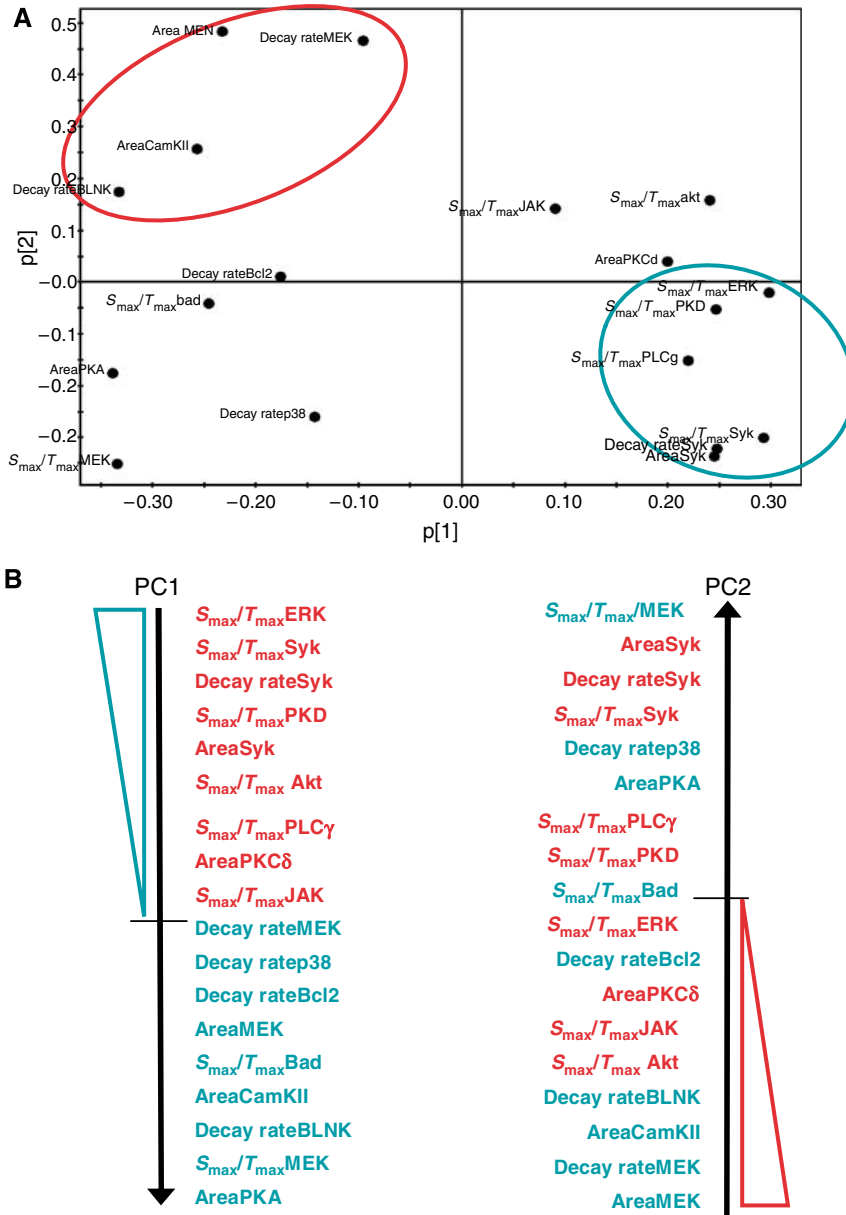 A
0.5
0.4
0.3
0.2
0.1
−0.0
−0.1
−0.2
−0.2
p[2]
Area MEN
Decay rateMEK
AreaCamKII
Decay rateBLNK
Smax/TmaxJAK
Smax/Tmaxakt
AreaPKCd
Decay rateBcl2
Smax/TmaxERK
Smax/Tmaxbad
Smax/TmaxPKD
Smax/TmaxPLCg
AreaPKA
Decay ratep38
Smax/TmaxSyk
Decay rateSyk
AreaSyk
Smax/TmaxMEK
−0.30 −0.20 −0.10 0.00 0.10 0.20 0.30
p[1]
B
PC1
Smax/TmaxERK
Smax/TmaxSyk
Decay rateSyk
Smax/TmaxPKD
AreaSyk
Smax/Tmax Akt
Smax/TmaxPLCγ
AreaPKCδ
Smax/TmaxJAK
Decay rateMEK
Decay ratep38
Decay rateBcl2
AreaMEK
Smax/TmaxBad
AreaCamKII
Decay rateBLNK
Smax/TmaxMEK
AreaPKA
PC2
Smax/Tmax/MEK
AreaSyk
Decay rateSyk
Smax/TmaxSyk
Decay ratep38
AreaPKA
Smax/TmaxPLCγ
Smax/TmaxPKD
Smax/TmaxBad
Smax/TmaxERK
Decay rateBcl2
AreaPKCδ
Smax/TmaxJAK
Smax/Tmax Akt
Decay rateBLNK
AreaCamKII
Decay rateMEK
AreaMEK